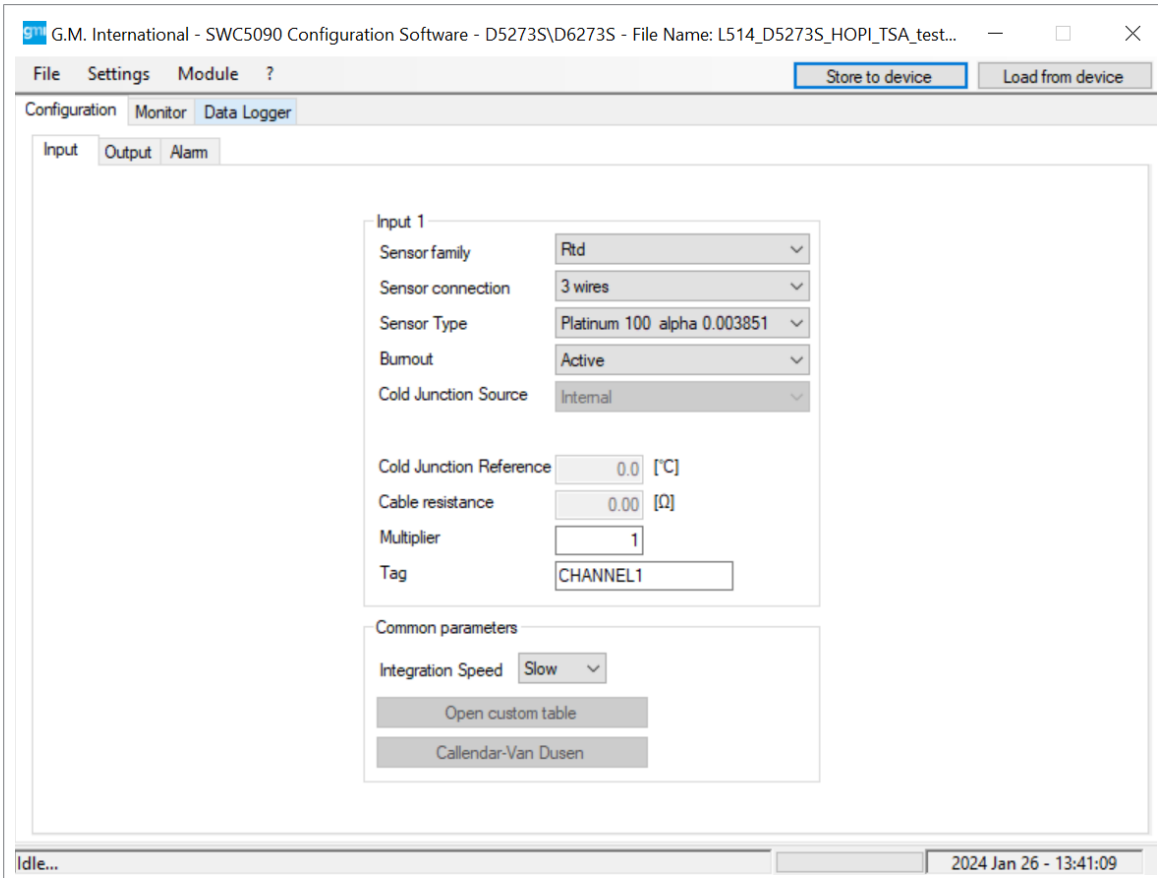 gmi G.M. International - SWC5090 Configuration Software - D5273S\D6273S - File Name: L514_D5273S_HOPI_TSA_test...
File Settings Module ? Store to device Load from device
Configuration Monitor Data Logger
Input Output Alarm
Input 1
Sensor family Rtd
Sensor connection 3 wires
Sensor Type Platinum 100 alpha 0.003851
Burnout Active
Cold Junction Source Internal
Cold Junction Reference 0.0 [°C]
Cable resistance 0.00 [Ω]
Multiplier 1
Tag CHANNEL1
Common parameters
Integration Speed Slow
Open custom table
Callendar-Van Dusen
Idle... 2024 Jan 26 - 13:41:09